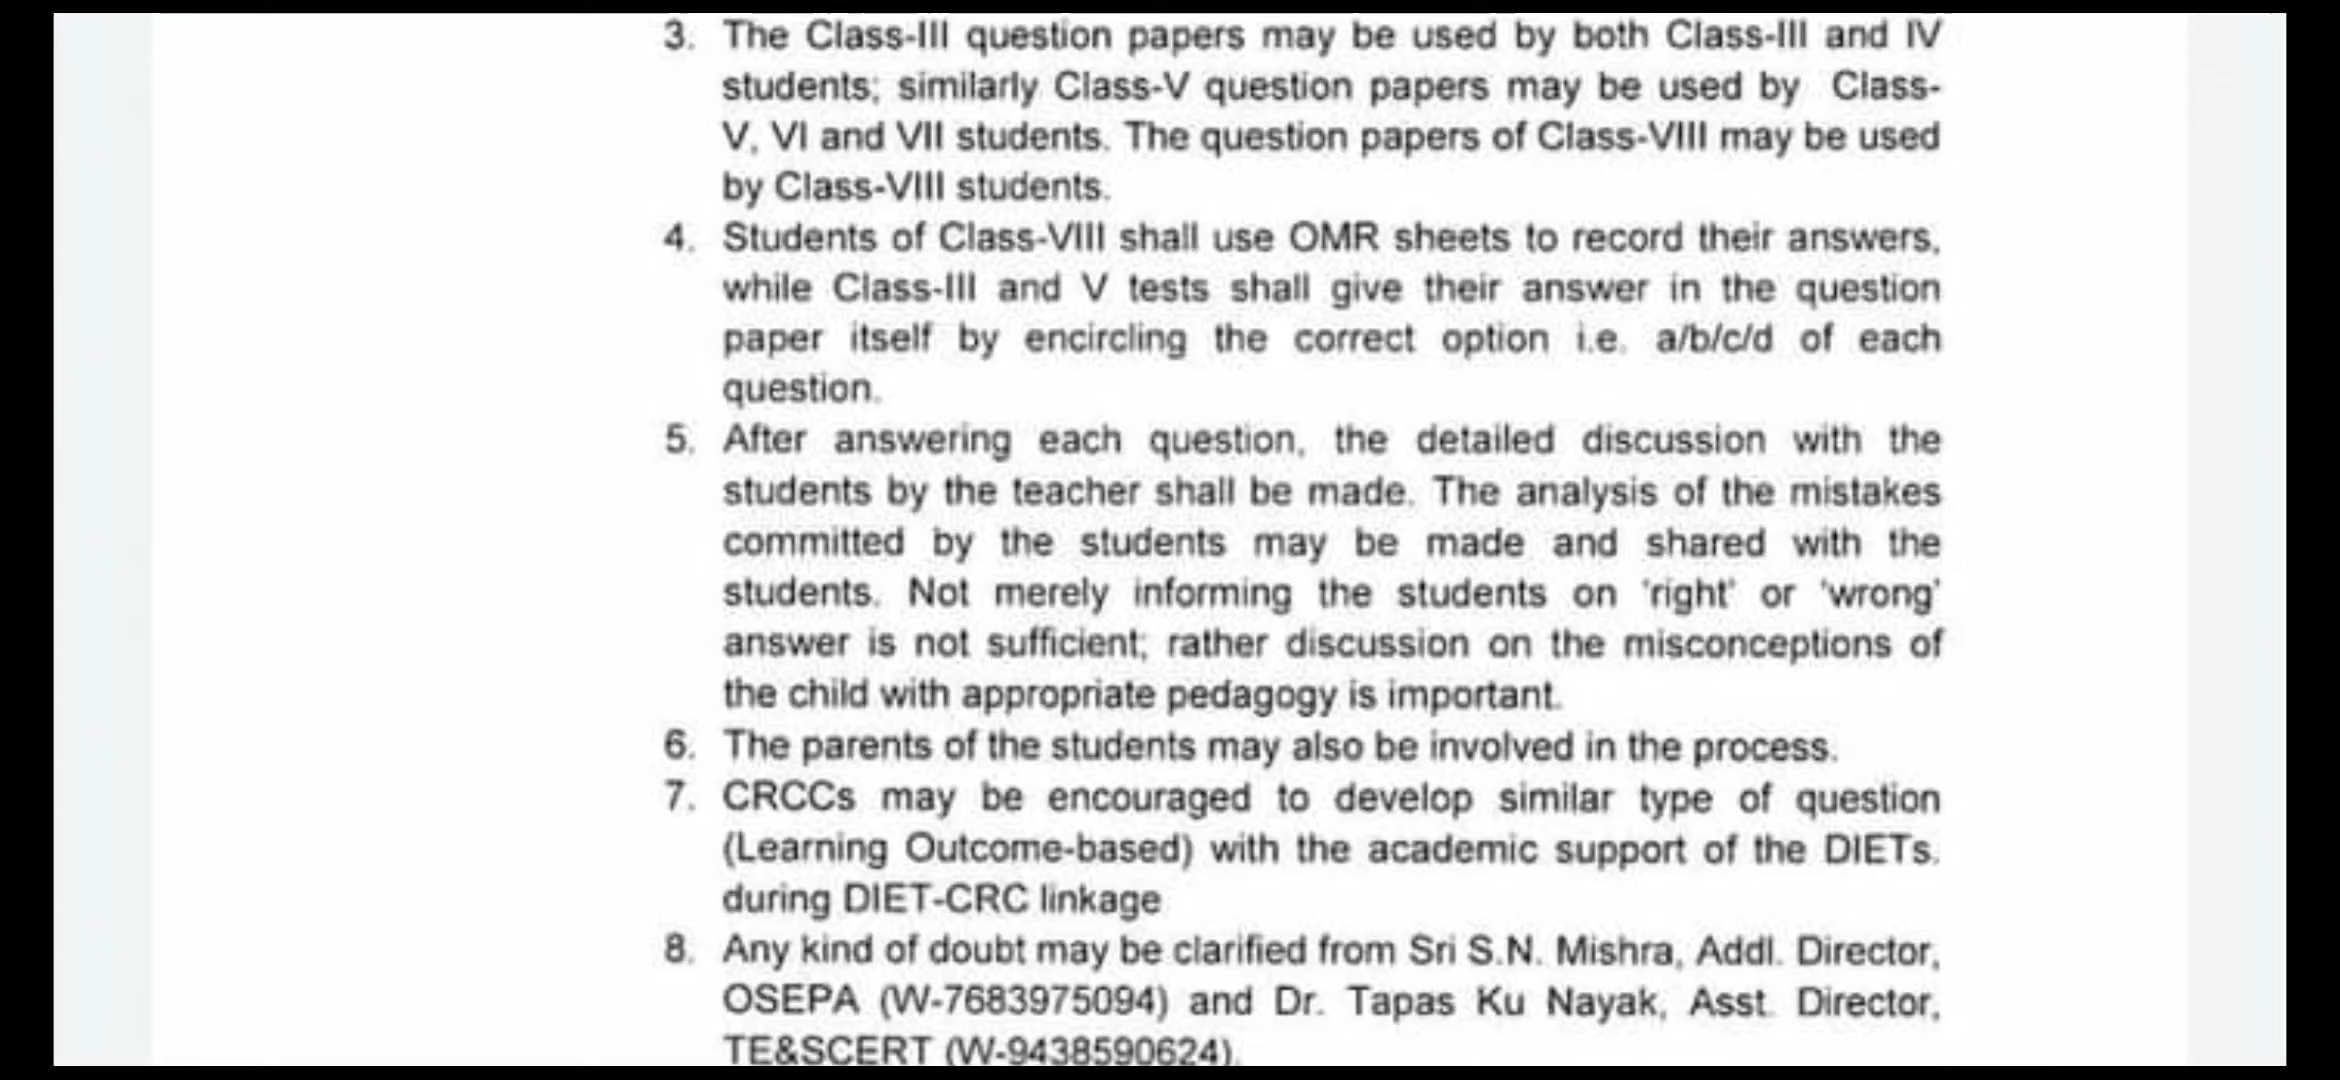 3. The Class-III question papers may be used by both Class-III and IV
students; similarly Class-V question papers may be used by Class-
V, VI and VII students. The question papers of Class-VIII may be used
by Class-VIII students.
4. Students of Class-VIII shall use OMR sheets to record their answers,
while Class-III and V tests shall give their answer in the question
paper itself by encircling the correct option i.e. a/b/c/d of each
question.
5. After answering each question, the detailed discussion with the
students by the teacher shall be made. The analysis of the mistakes
committed by the students may be made and shared with the
students. Not merely informing the students on 'right' or 'wrong'
answer is not sufficient; rather discussion on the misconceptions of
the child with appropriate pedagogy is important.
6. The parents of the students may also be involved in the process.
7. CRCCs may be encouraged to develop similar type of question
(Learning Outcome-based) with the academic support of the DIETs.
during DIET-CRC linkage
8. Any kind of doubt may be clarified from Sri S.N. Mishra, Addl. Director,
OSEPA (W-7683975094) and Dr. Tapas Ku Nayak, Asst. Director,
TE&SCERT (W-9438590624).